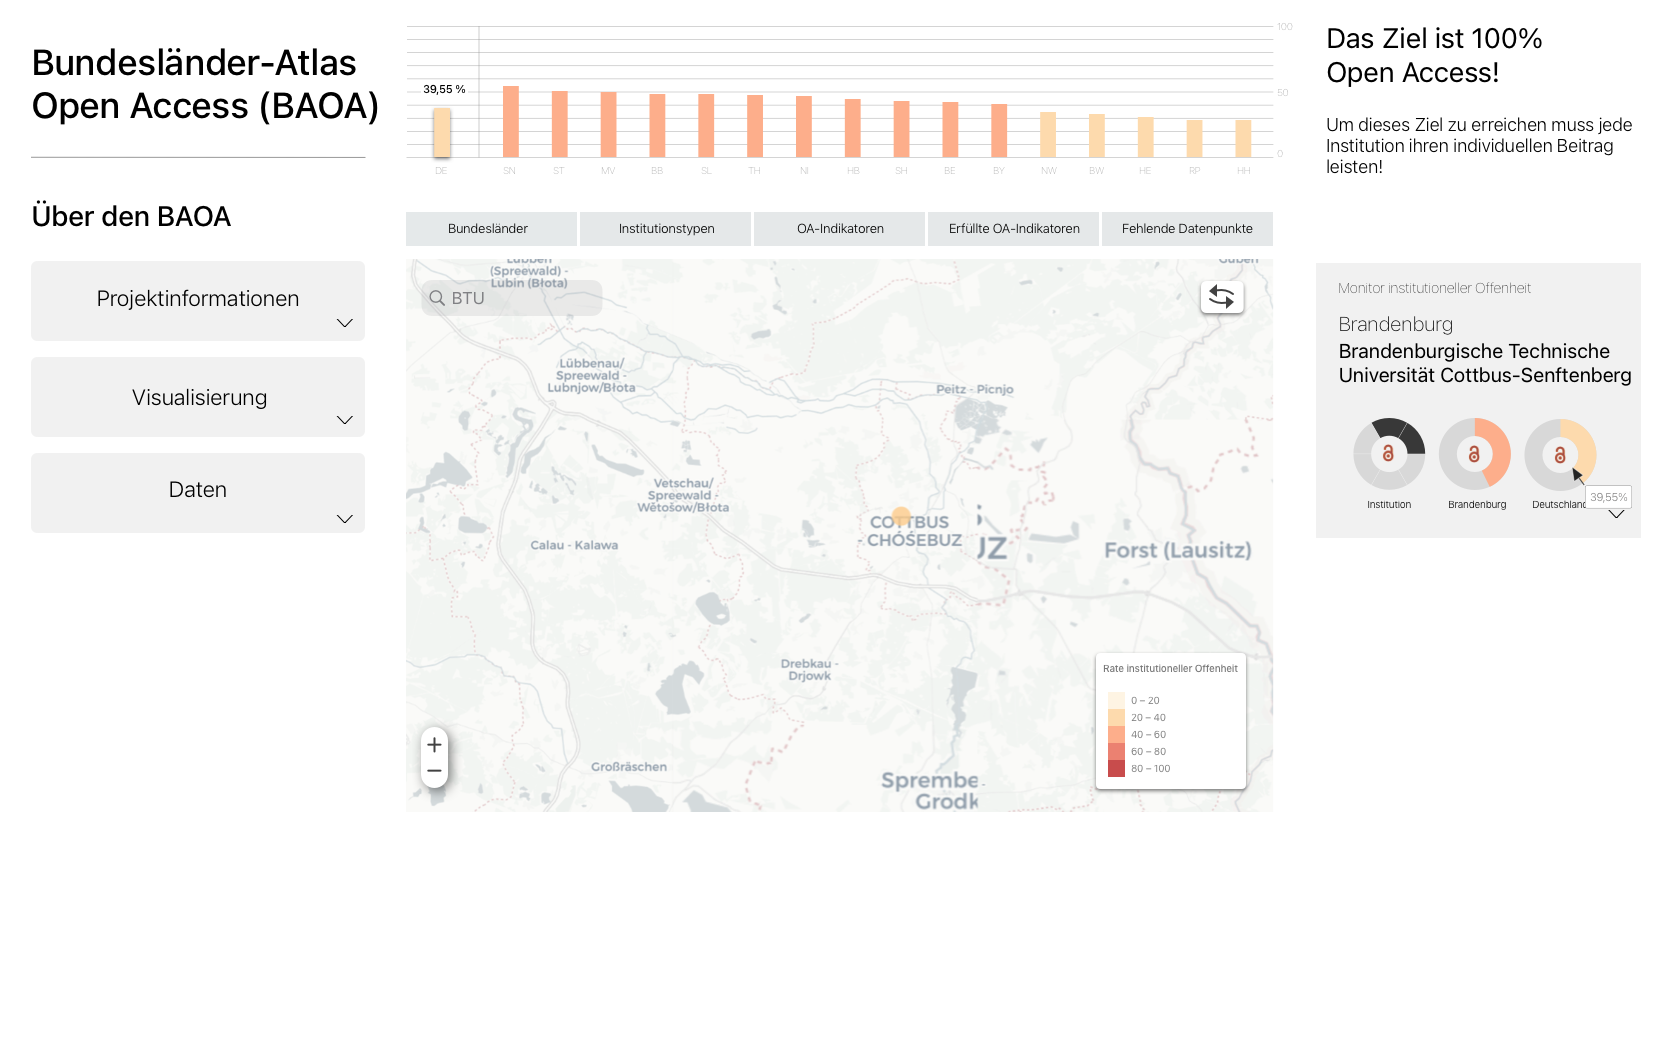 Bundesländer-Atlas
Open Access (BAOA)
Über den BAOA
Projektinformationen
Visualisierung
Daten
100
50
0
39,55 %
DE SN ST MV BB SL TH NI HB SH BE BY NW BW HE RP HH
Bundesländer Institutionstypen OA-Indikatoren Erfüllte OA-Indikatoren Fehlende Datenpunkte
Lübben
(Spreewald) -
Lubin (Błota)
Guben
BTU
Lübbenau/
Spreewald -
Lubnjow/Błota
Peitz - Picnjo
Vetschau/
Spreewald -
Wětošow/Błota
COTTBUS
- CHÓŚEBUZ
UZ
Calau - Kalawa
Forst (Lausitz)
Drebkau -
Drjowk
Großräschen
Sprembe
Grodk
Rate institutioneller Offenheit
0 – 20
20 – 40
40 – 60
60 – 80
80 – 100
Das Ziel ist 100%
Open Access!
Um dieses Ziel zu erreichen muss jede
Institution ihren individuellen Beitrag
leisten!
Monitor institutioneller Offenheit
Brandenburg
Brandenburgische Technische
Universität Cottbus-Senftenberg
Institution Brandenburg Deutschland
39,55%